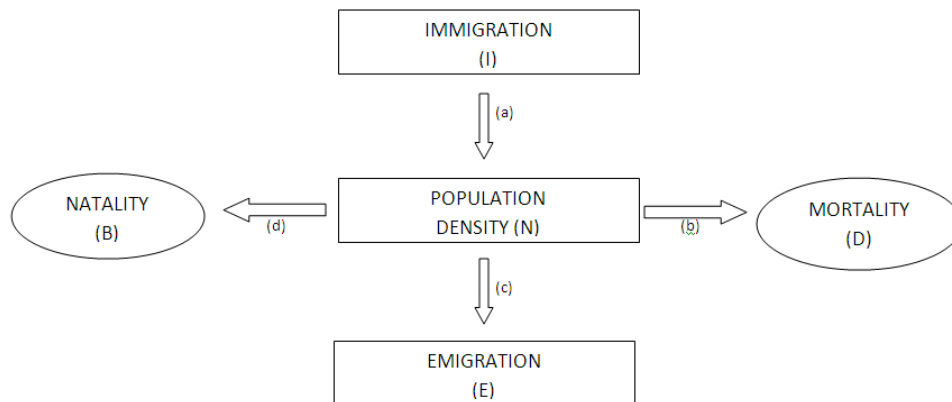 IMMIGRATION
(I)
(a)
NATALITY
(B)
(d)
POPULATION
DENSITY (N)
(b)
MORTALITY
(D)
(c)
EMIGRATION
(E)